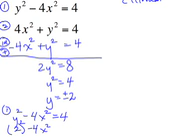 ① y² - 4x² = 4
② 4x² + y² = 4
-4x² + y² = 4
2y² = 8
y² = 4
y = ±2
①
y² - 4x² = 4
(2)² - 4x²